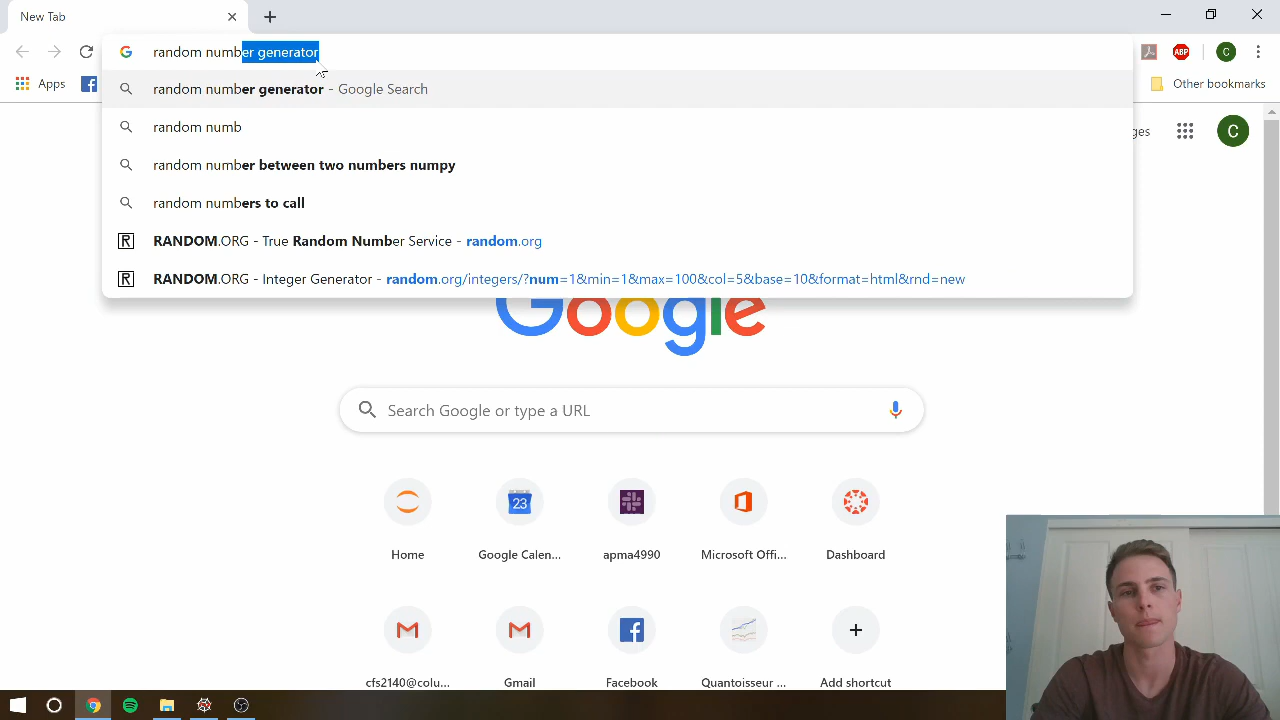 New Tab
random number generator
ABP
C
Apps
Other bookmarks
random number generator - Google Search
random numb
ges
C
random number between two numbers numpy
random numbers to call
R RANDOM.ORG - True Random Number Service - random.org
R RANDOM.ORG - Integer Generator - random.org/integers/?num=1&min=1&max=100&col=5&base=10&format=html&rnd=new
Google
Search Google or type a URL
23
Home
Google Calen...
apma4990
Microsoft Offi...
Dashboard
cfs2140@colu...
Gmail
Facebook
Quantoisseur ...
Add shortcut